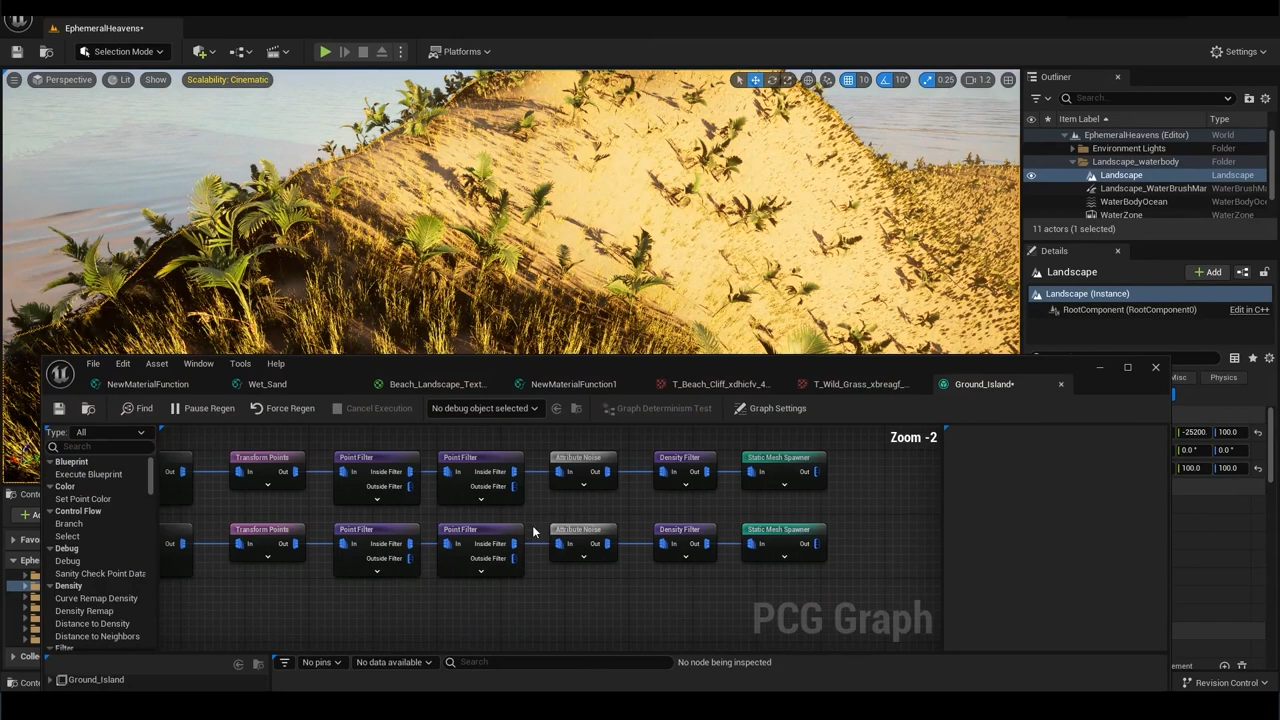 EphemeralHeavens*
Selection Mode
Platforms
Settings
Perspective
Lit
Show
Scalability: Cinematic
10
10°
0.25
1.2
Outliner
Search...
Item Label
Type
EphemeralHeavens (Editor)
World
Environment Lights
Folder
Landscape_waterbody
Folder
Landscape
Landscape
Landscape_WaterBrushMar
WaterBrushMa
WaterBodyOcean
WaterBodyOce
WaterZone
WaterZone
11 actors (1 selected)
Details
Landscape
Add
Landscape (Instance)
RootComponent (RootComponent0)
Edit in C++
Misc
Physics
-25200.
100.0
0.0 °
0.0 °
100.0
100.0
File
Edit
Asset
Window
Tools
Help
NewMaterialFunction
Wet_Sand
Beach_Landscape_Text...
NewMaterialFunction1
T_Beach_Cliff_xdhicfv_4...
T_Wild_Grass_xbreagf_...
Ground_Island*
Find
Pause Regen
Force Regen
Cancel Execution
No debug object selected
Graph Determinism Test
Graph Settings
Type:
All
Search
Blueprint
Execute Blueprint
Color
Set Point Color
Control Flow
Branch
Select
Debug
Debug
Sanity Check Point Data
Density
Curve Remap Density
Density Remap
Distance to Density
Distance to Neighbors
Filter
Zoom -2
Out
Transform Points
In
Out
Point Filter
In
Inside Filter
Outside Filter
Point Filter
In
Inside Filter
Outside Filter
Attribute Noise
In
Out
Density Filter
In
Out
Static Mesh Spawner
In
Out
Out
Transform Points
In
Out
Point Filter
In
Inside Filter
Outside Filter
Point Filter
In
Inside Filter
Outside Filter
Attribute Noise
In
Out
Density Filter
In
Out
Static Mesh Spawner
In
Out
PCG Graph
Conte
Favo
Ephe
Colle
Conte
Ground_Island
No pins
No data available
Search
No node being inspected
ement
Revision Control